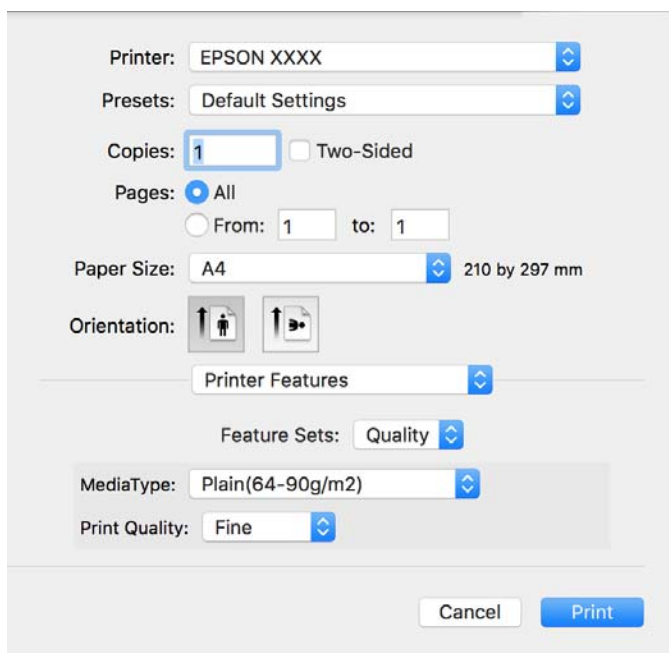 Printer: EPSON XXXX
Presets: Default Settings
Copies: 1 Two-Sided
Pages: All
From: 1 to: 1
Paper Size: A4 210 by 297 mm
Orientation:
Printer Features
Feature Sets: Quality
MediaType: Plain(64-90g/m2)
Print Quality: Fine
Cancel Print